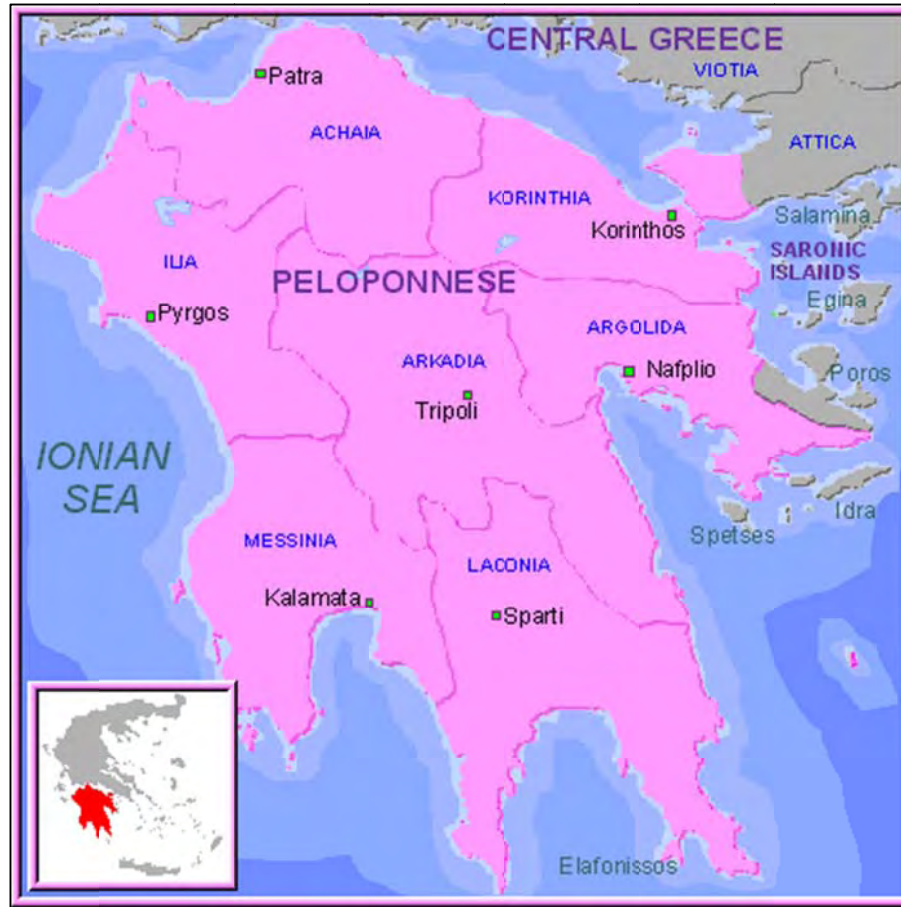 CENTRAL GREECE
VIOTIA
Patra
ACHAIA
ATTICA
KORINTHIA
Korinthos
Salamina
SARONIC
ISLANDS
ILIA
PELOPONNESE
Egina
Pyrgos
ARGOLIDA
ARKADIA
Nafplio
Poros
Tripoli
IONIAN
SEA
Idra
Spetses
MESSINIA
LACONIA
Kalamata
Sparti
Elafonissos